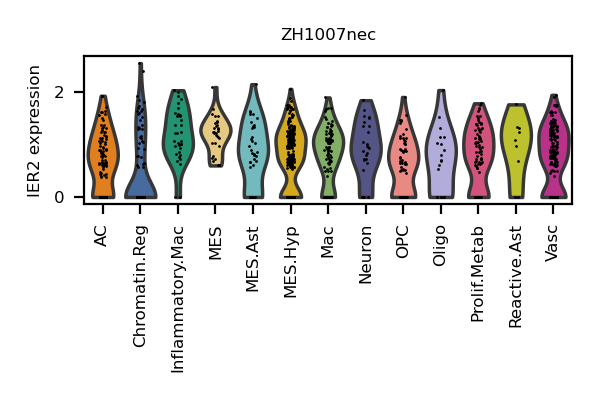 ZH1007nec
IER2 expression
2
0
AC
Chromatin.Reg
Inflammatory.Mac
MES
MES.Ast
MES.Hyp
Mac
Neuron
OPC
Oligo
Prolif.Metab
Reactive.Ast
Vasc